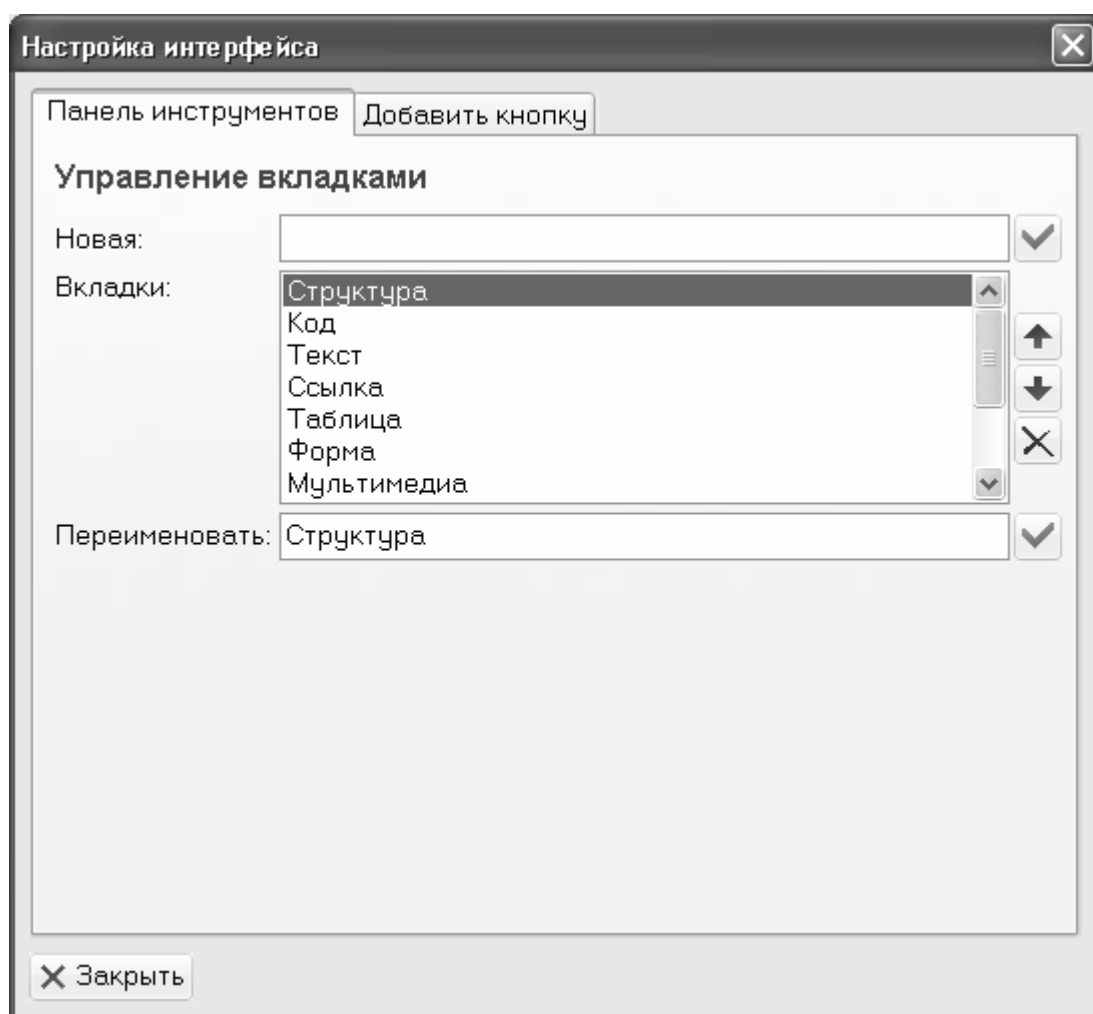 Настройка интерфейса
Панель инструментов Добавить кнопку
Управление вкладками
Новая:
Вкладки:
Структура
Код
Текст
Ссылка
Таблица
Форма
Мультимедиа
Переименовать: Структура
Закрыть